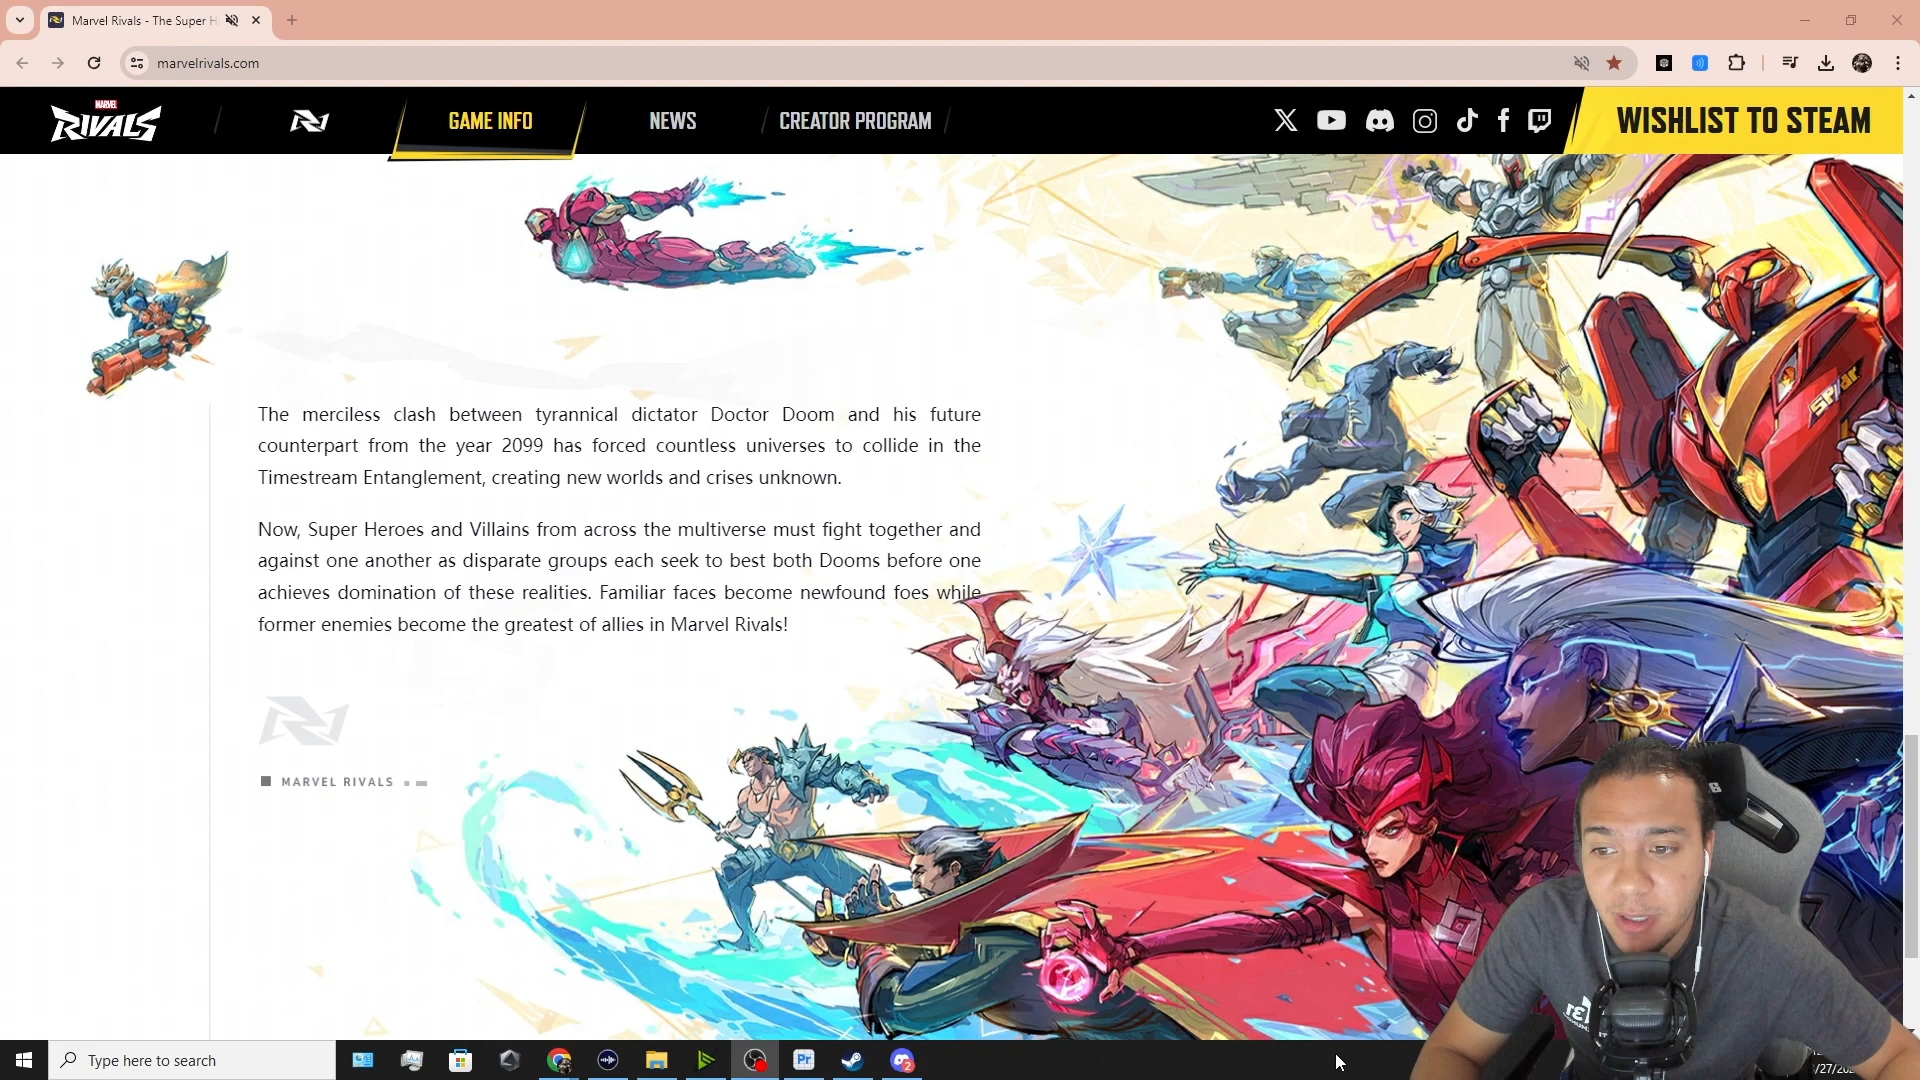 Marvel Rivals - The Super H
marvelrivals.com
MARVEL
RIVALS
GAME INFO
NEWS
CREATOR PROGRAM
WISHLIST TO STEAM
The merciless clash between tyrannical dictator Doctor Doom and his future
counterpart from the year 2099 has forced countless universes to collide in the
Timestream Entanglement, creating new worlds and crises unknown.
Now, Super Heroes and Villains from across the multiverse must fight together and
against one another as disparate groups each seek to best both Dooms before one
achieves domination of these realities. Familiar faces become newfound foes while
former enemies become the greatest of allies in Marvel Rivals!
MARVEL RIVALS
Type here to search
Pr
2